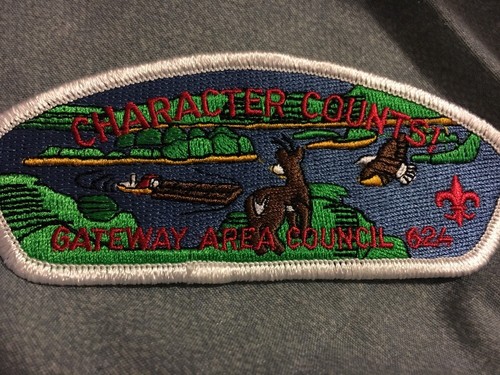 CHARACTER COUNTS!
GATEWAY AREA COUNCIL 624